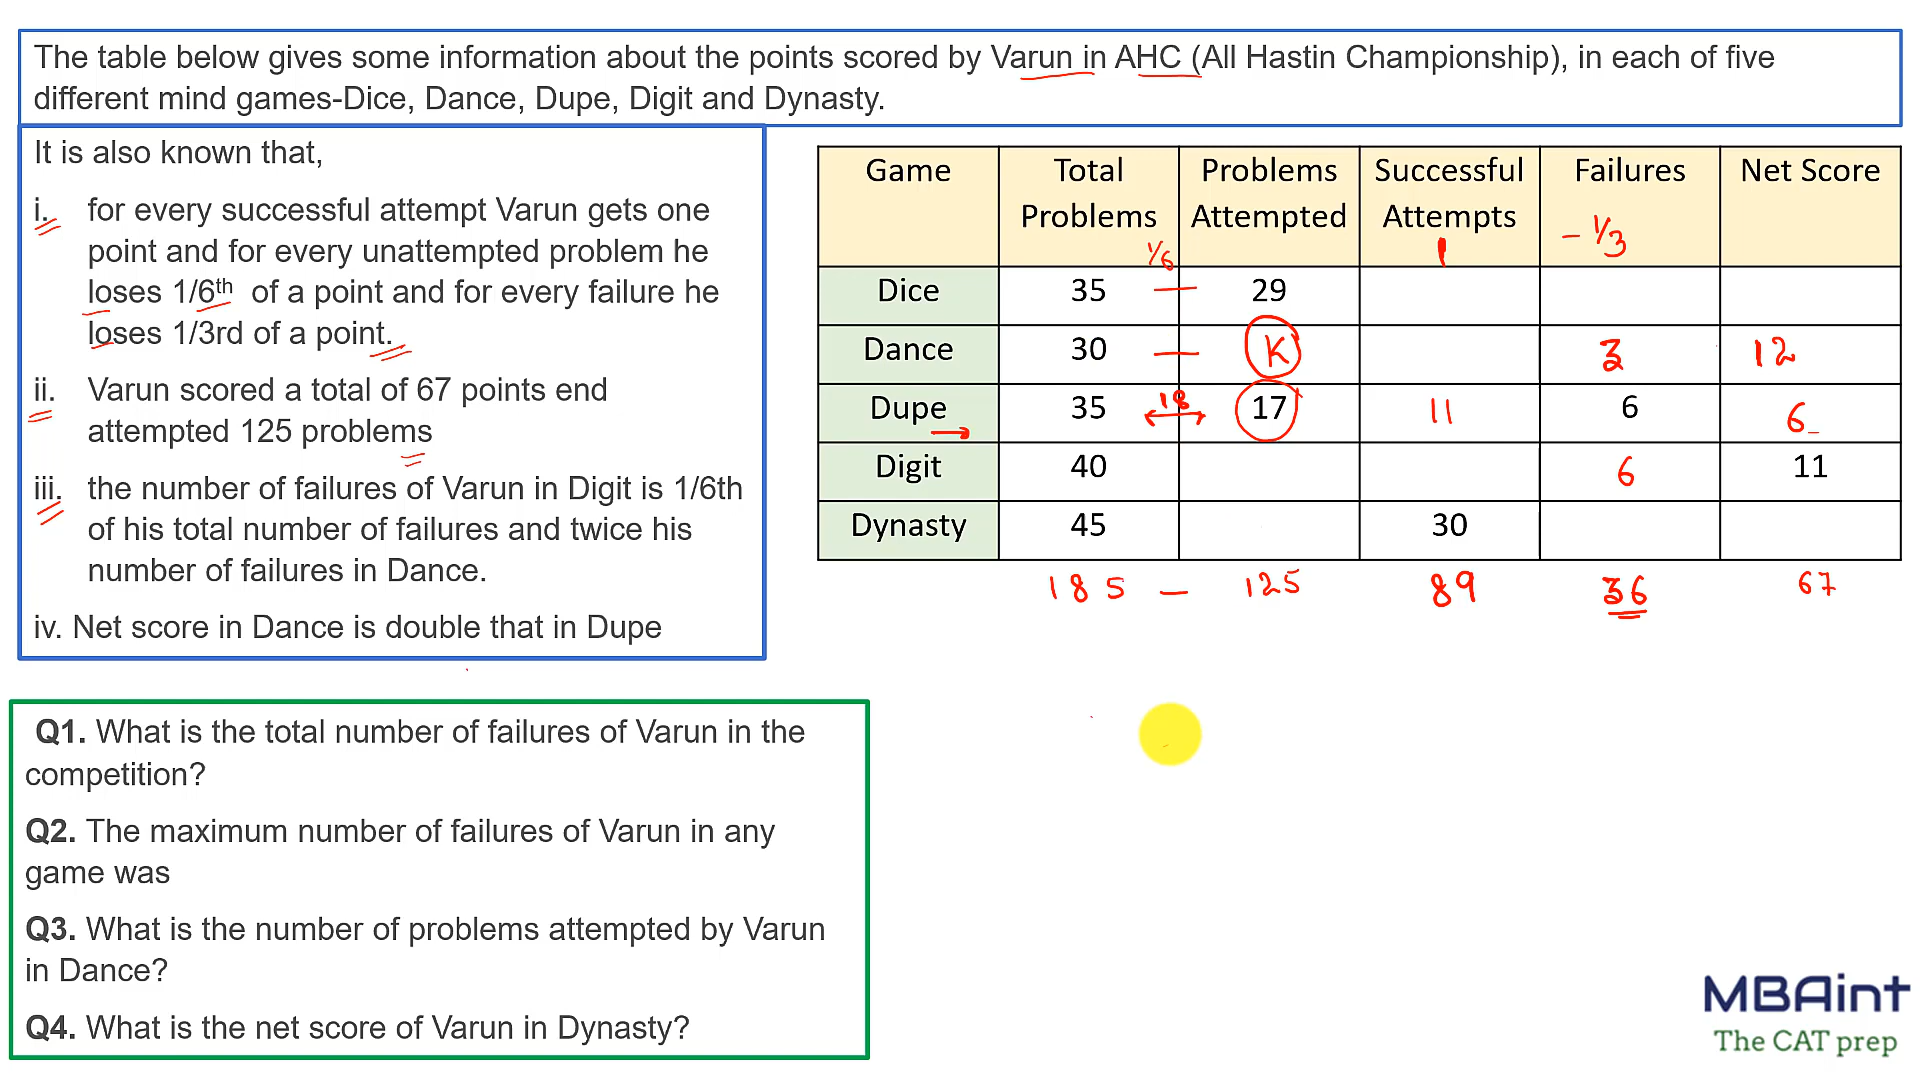 The table below gives some information about the points scored by Varun in AHC (All Hastin Championship), in each of five
different mind games-Dice, Dance, Dupe, Digit and Dynasty.
It is also known that,
i. for every successful attempt Varun gets one
point and for every unattempted problem he
loses 1/6th of a point and for every failure he
loses 1/3rd of a point.
ii. Varun scored a total of 67 points end
attempted 125 problems
iii. the number of failures of Varun in Digit is 1/6th
of his total number of failures and twice his
number of failures in Dance.
iv. Net score in Dance is double that in Dupe
Game Total Problems Successful Failures Net Score
Problems Attempted Attempts
1/6 1 - 1/3
Dice 35 — 29
Dance 30 — K 3 12
Dupe 35 18 17 11 6 6
Digit 40 6 11
Dynasty 45 30
185 — 125 89 36 67
Q1. What is the total number of failures of Varun in the
competition?
Q2. The maximum number of failures of Varun in any
game was
Q3. What is the number of problems attempted by Varun
in Dance?
Q4. What is the net score of Varun in Dynasty?
MBAint
The CAT prep